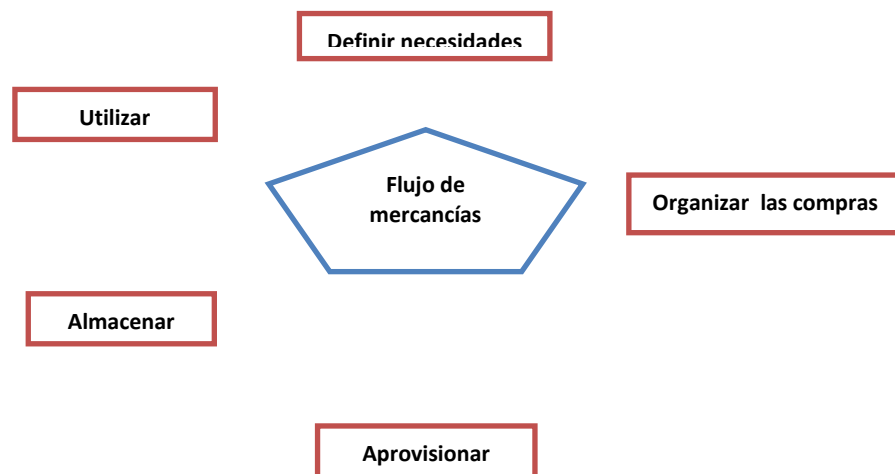 Definir necesidades
Utilizar
Flujo de
mercancías
Organizar las compras
Almacenar
Aprovisionar